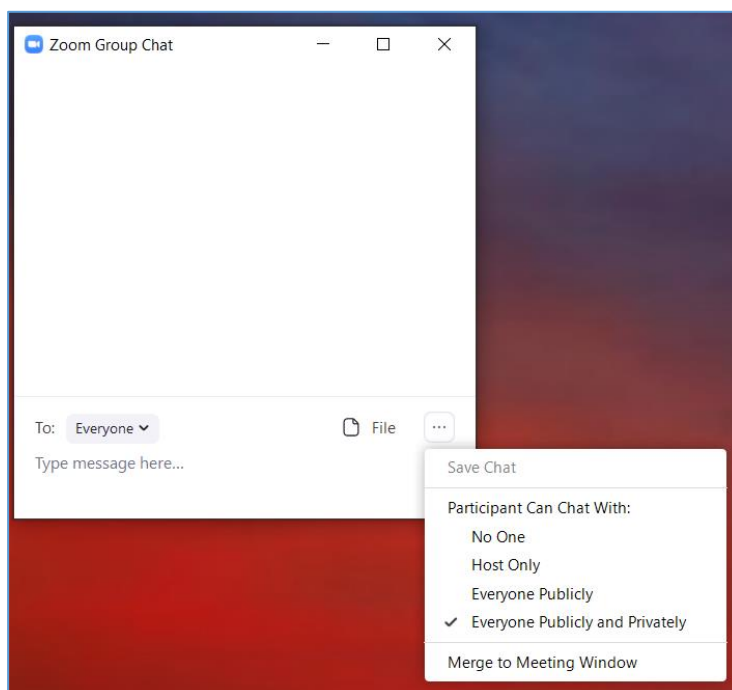 Zoom Group Chat
To: Everyone
File
...
Type message here...
Save Chat
Participant Can Chat With:
No One
Host Only
Everyone Publicly
Everyone Publicly and Privately
Merge to Meeting Window